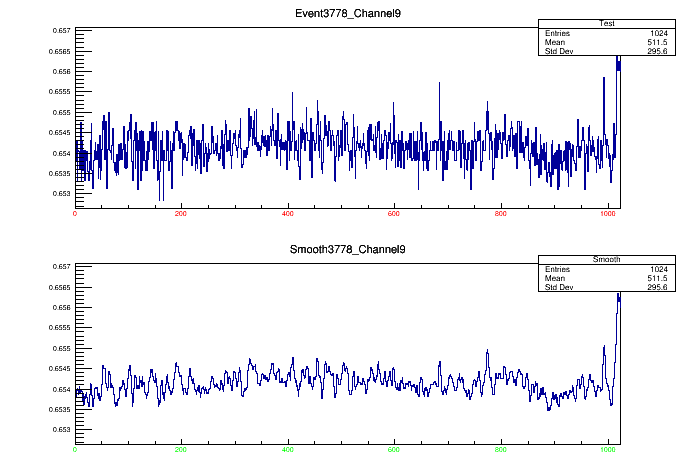 Event3778_Channel9
Test
Entries 1024
Mean 511.5
Std Dev 295.6
0.657
0.6565
0.656
0.6555
0.655
0.6545
0.654
0.6535
0.653
0 200 400 600 800 1000
Smooth3778_Channel9
Smooth
Entries 1024
Mean 511.5
Std Dev 295.6
0.657
0.6565
0.656
0.6555
0.655
0.6545
0.654
0.6535
0.653
0 200 400 600 800 1000